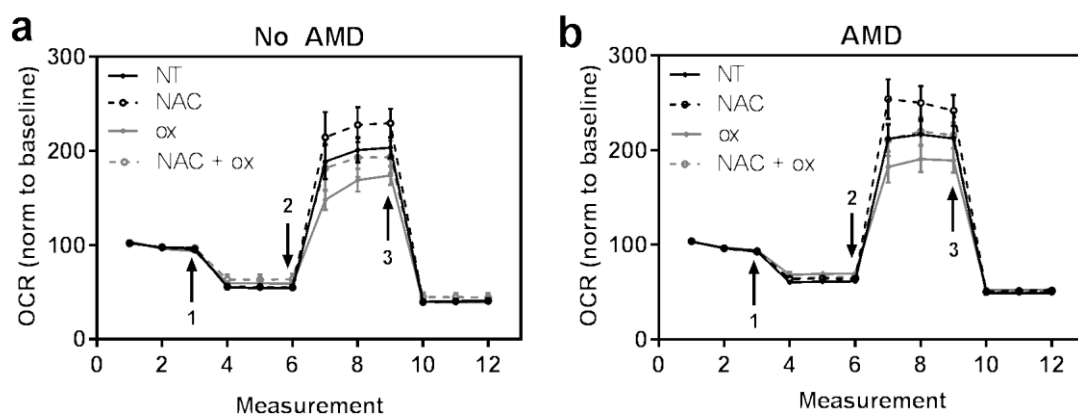 a
No AMD
OCR (norm to baseline)
300
200
100
0
NT
NAC
ox
NAC + ox
1
2
3
0 2 4 6 8 10 12
Measurement
b
AMD
OCR (norm to baseline)
300
200
100
0
NT
NAC
ox
NAC + ox
1
2
3
0 2 4 6 8 10 12
Measurement